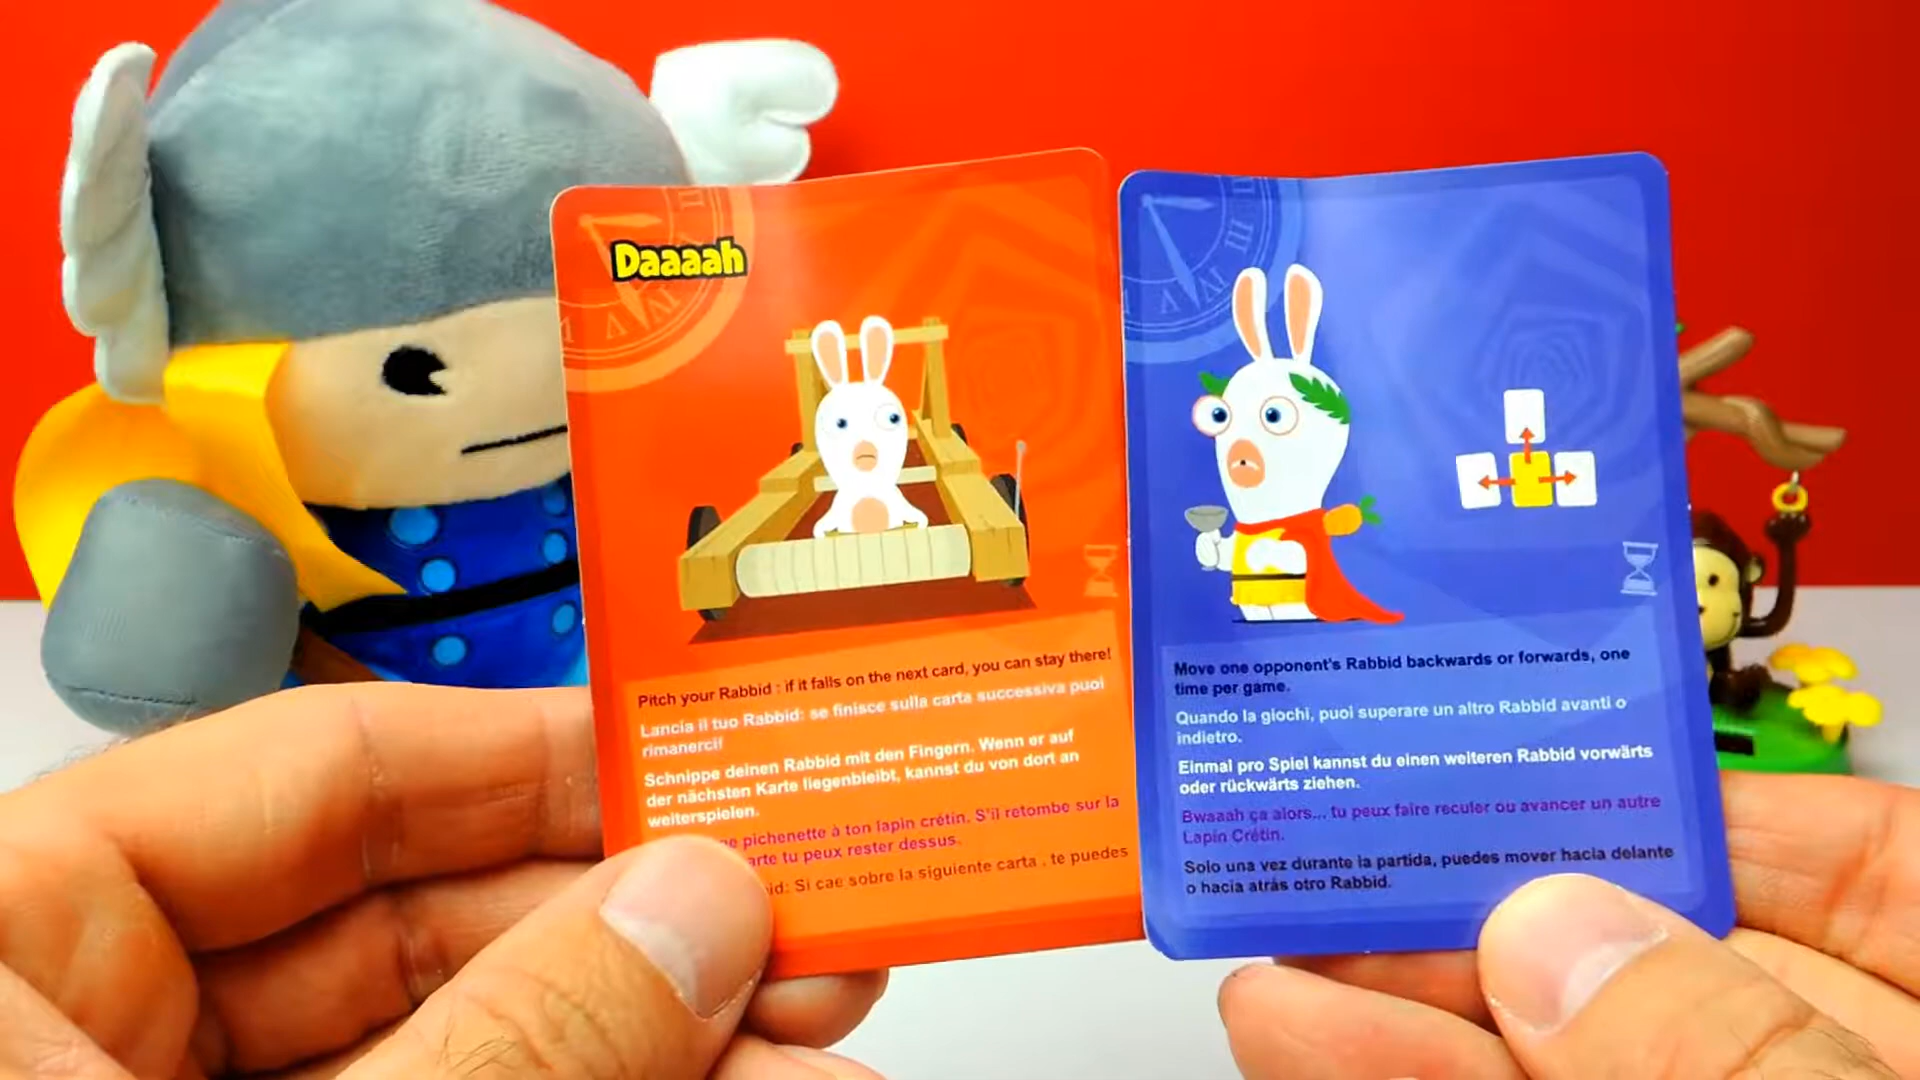 Daaaah
Pitch your Rabbid : if it falls on the next card, you can stay there!
Lancia il tuo Rabbid: se finisce sulla carta successiva puoi
rimanerci!
Schnippe deinen Rabbid mit den Fingern. Wenn er auf
der nächsten Karte liegenbleibt, kannst du von dort an
weiterspielen.
pichenette à ton lapin crétin. S'il retombe sur la
tu peux rester dessus.
Si cae sobre la siguiente carta . te puedes
Move one opponent's Rabbid backwards or forwards, one
time per game.
Quando la giochi, puoi superare un altro Rabbid avanti o
indietro.
Einmal pro Spiel kannst du einen weiteren Rabbid vorwärts
oder rückwärts ziehen.
Bwaaah ça alors... tu peux faire reculer ou avancer un autre
Lapin Crétin.
Solo una vez durante la partida, puedes mover hacia delante
o hacia atrás otro Rabbid.